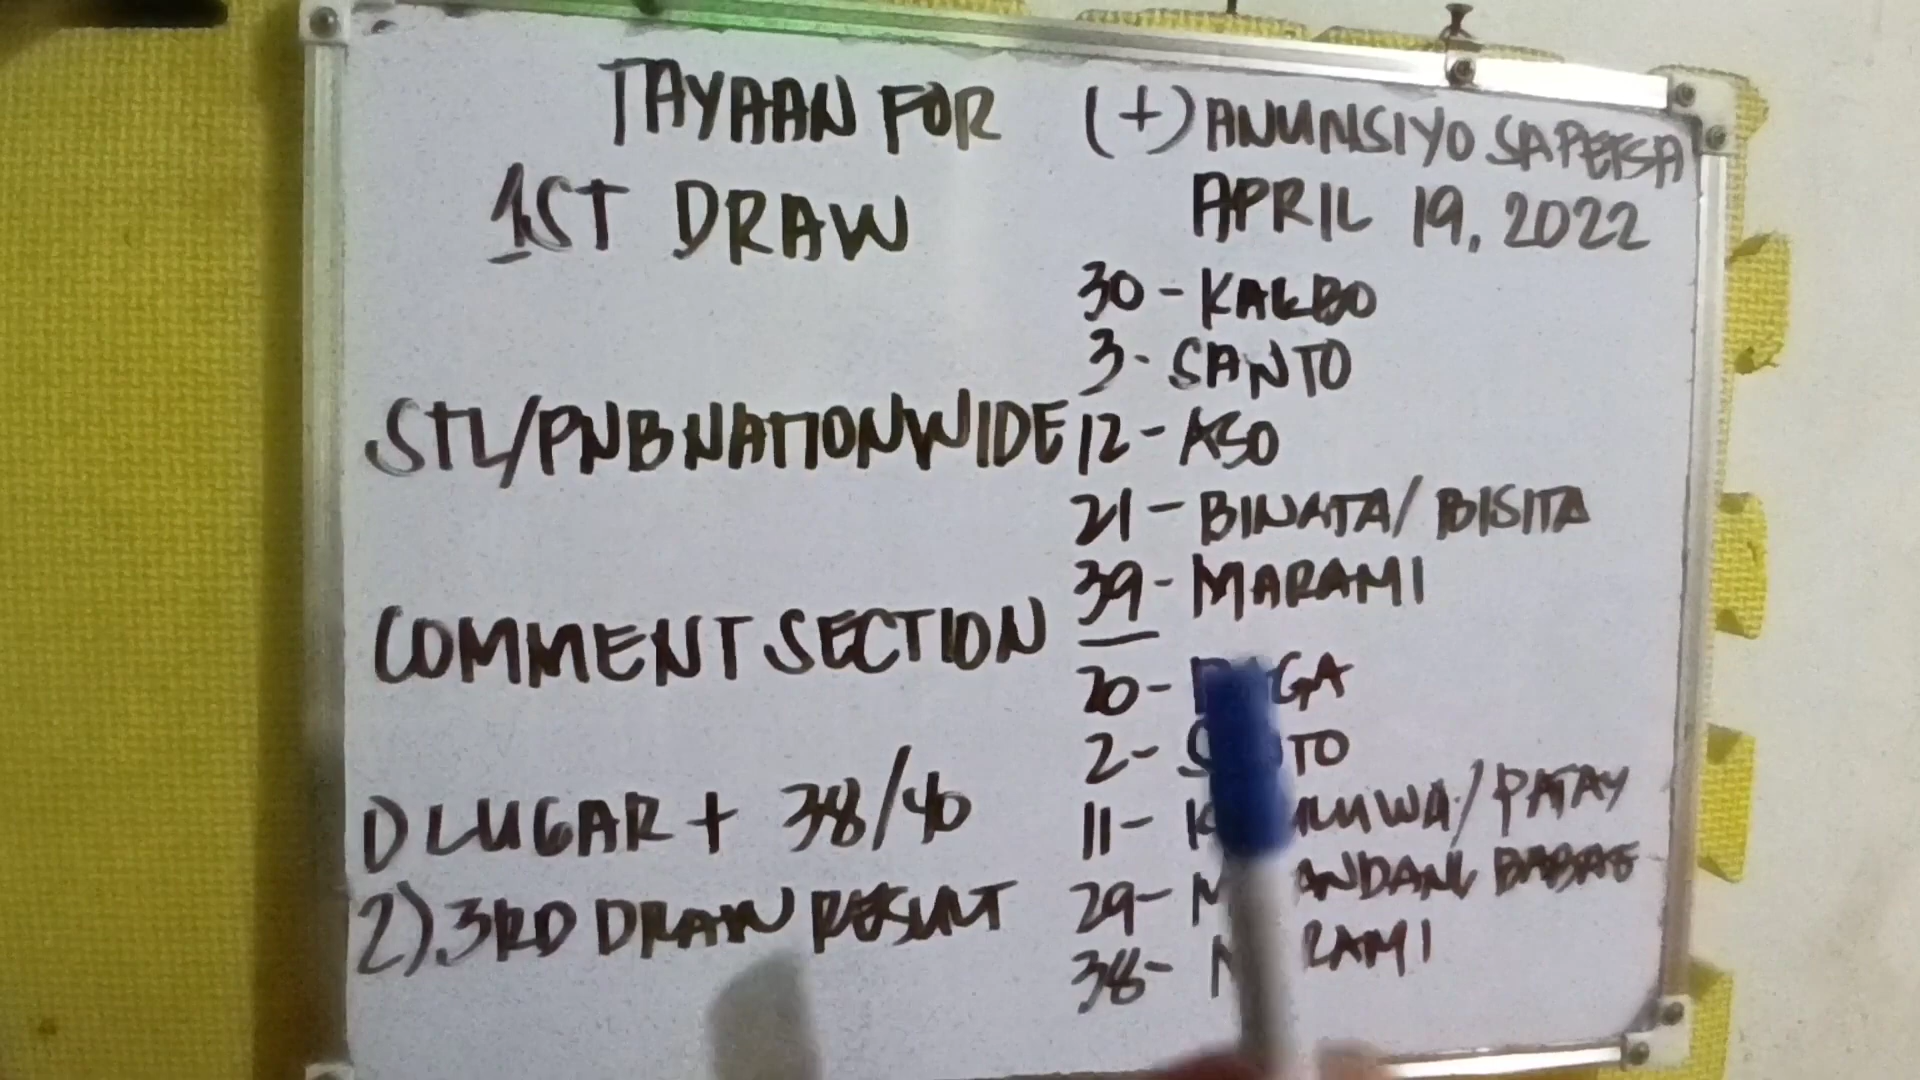 TAYAAN FOR
1ST DRAW
STL/PNB NATIONWIDE
COMMENT SECTION
D LUGAR + 38/40
2).3RD DRAW RESULT
(+) ANUNSIYO SA PETSA
APRIL 19, 2022
30 - KALBO
3 - SANTO
12 - ASO
21 - BINATA/BISITA
39 - MARAMI
20 -
2 -
11 - / PATAY
29 - BABAE
38 -